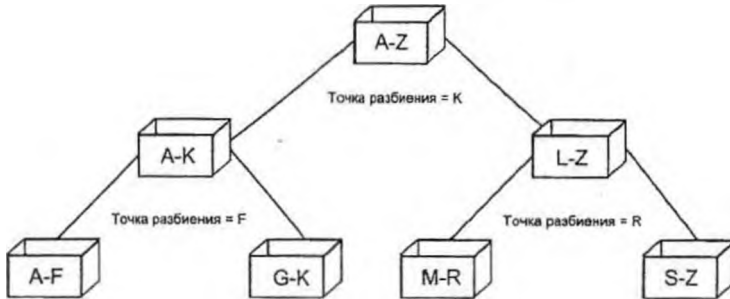 A-Z
Точка разбиения = K
A-K
L-Z
Точка разбиения = F
Точка разбиения = R
A-F
G-K
M-R
S-Z